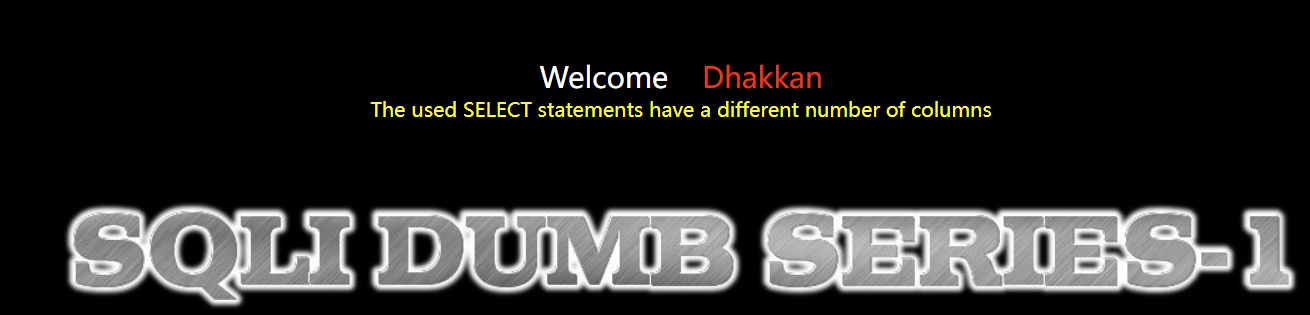 Welcome Dhakkan
The used SELECT statements have a different number of columns
SQLI DUMB SERIES-1